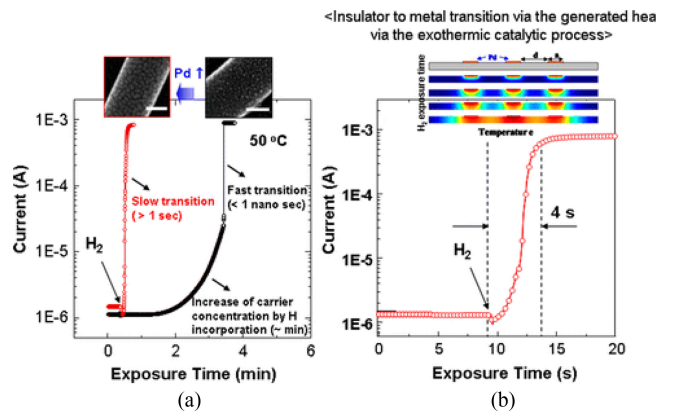 <Insulator to metal transition via the generated hea
via the exothermic catalytic process>
(a)
Pd ↑
(b)
Pd
d
H2 exposure time
Temperature
1E-3
1E-4
1E-5
1E-6
Current (A)
50 °C
Slow transition
(> 1 sec)
Fast transition
(< 1 nano sec)
H2
Increase of carrier
concentration by H
incorporation (~ min)
0 2 4 6
Exposure Time (min)
1E-3
1E-4
1E-5
1E-6
Current (A)
4 s
H2
0 5 10 15 20
Exposure Time (s)
(a)
(b)